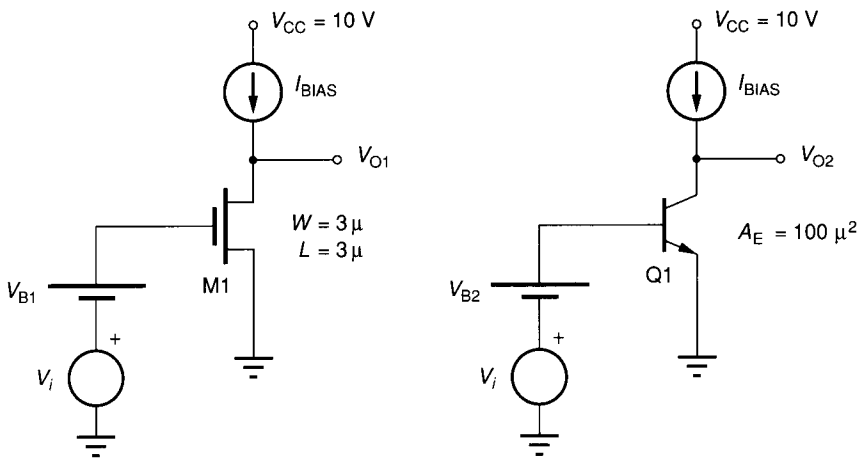 V_CC = 10 V
I_BIAS
V_O1
W = 3 μ
L = 3 μ
M1
V_B1
+
V_i
V_CC = 10 V
I_BIAS
V_O2
A_E = 100 μ²
Q1
V_B2
+
V_i